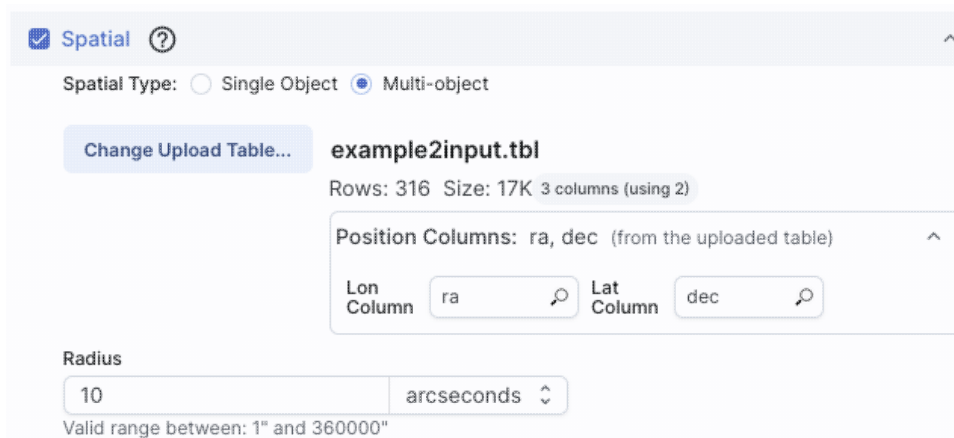 Spatial ?
Spatial Type: Single Object Multi-object
Change Upload Table... example2input.tbl
Rows: 316 Size: 17K 3 columns (using 2)
Position Columns: ra, dec (from the uploaded table)
Lon Column ra Lat Column dec
Radius
10 arcseconds
Valid range between: 1" and 360000"